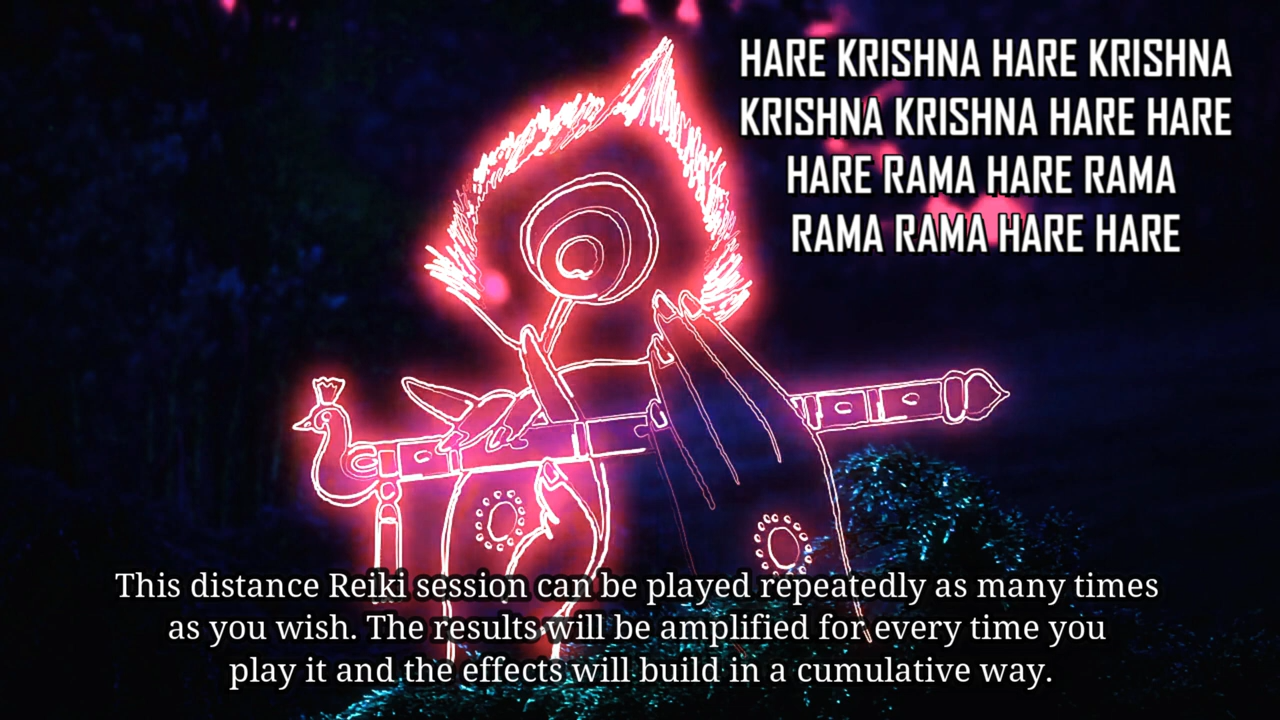 HARE KRISHNA HARE KRISHNA
KRISHNA KRISHNA HARE HARE
HARE RAMA HARE RAMA
RAMA RAMA HARE HARE
This distance Reiki session can be played repeatedly as many times
as you wish. The results will be amplified for every time you
play it and the effects will build in a cumulative way.